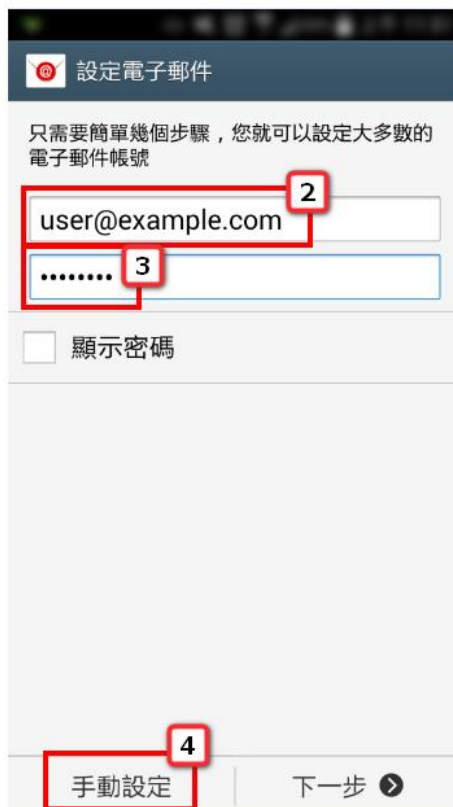 設定電子郵件
只需要簡單幾個步驟，您就可以設定大多數的
電子郵件帳號
2
user@example.com
3
••••••••
顯示密碼
4
手動設定
下一步